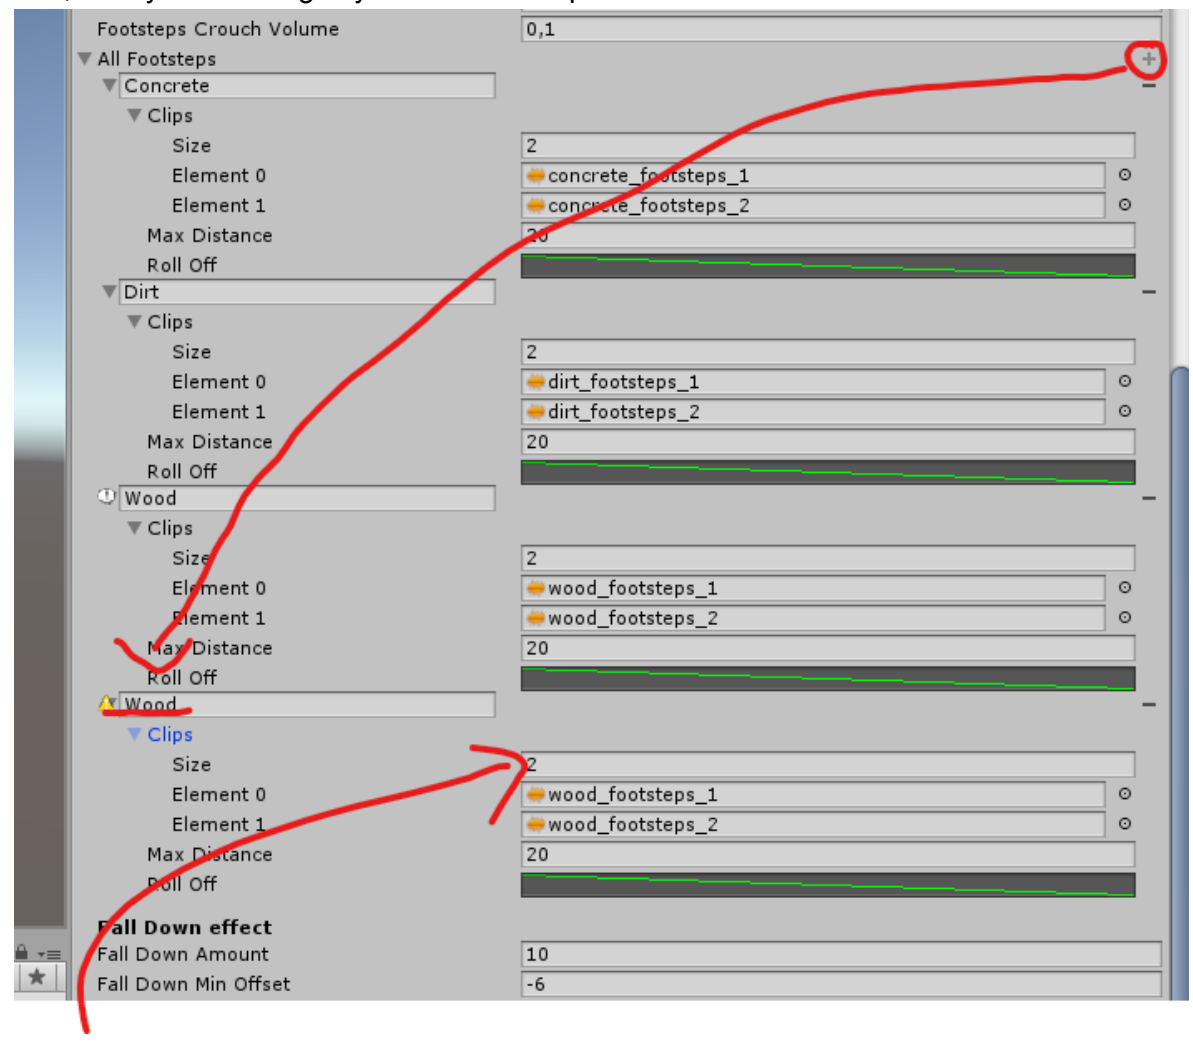 Footsteps Crouch Volume 0,1
All Footsteps +
Concrete −
Clips
Size 2
Element 0 concrete_footsteps_1
Element 1 concrete_footsteps_2
Max Distance 20
Roll Off
Dirt −
Clips
Size 2
Element 0 dirt_footsteps_1
Element 1 dirt_footsteps_2
Max Distance 20
Roll Off
Wood −
Clips
Size 2
Element 0 wood_footsteps_1
Element 1 wood_footsteps_2
Max Distance 20
Roll Off
Wood −
Clips
Size 2
Element 0 wood_footsteps_1
Element 1 wood_footsteps_2
Max Distance 20
Roll Off
Fall Down effect
Fall Down Amount 10
Fall Down Min Offset -6